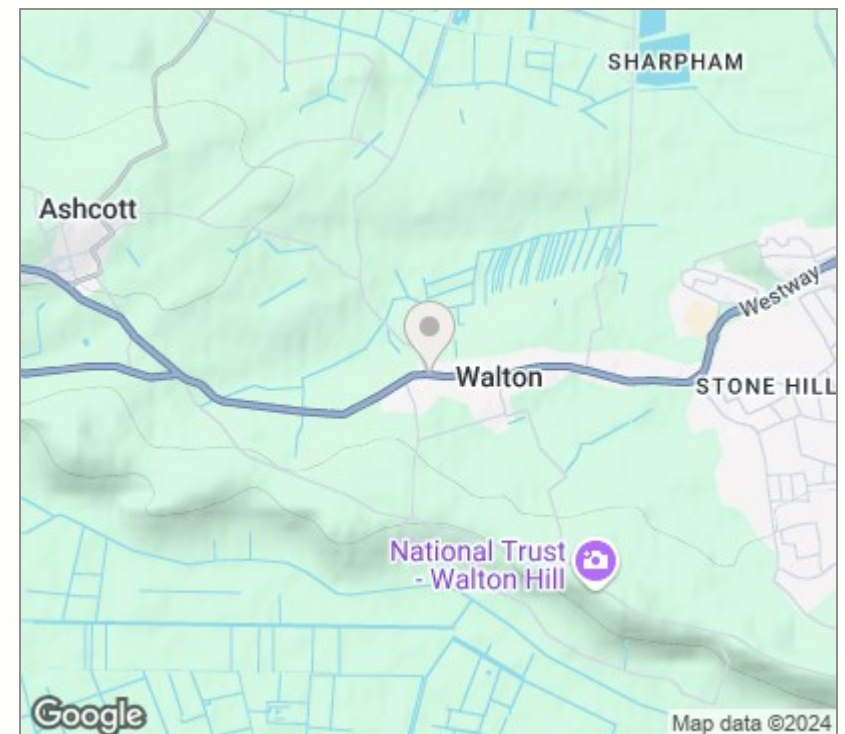 SHARPHAM
Ashcott
Westway
Walton
STONE HILL
National Trust
- Walton Hill
Google
Map data ©2024